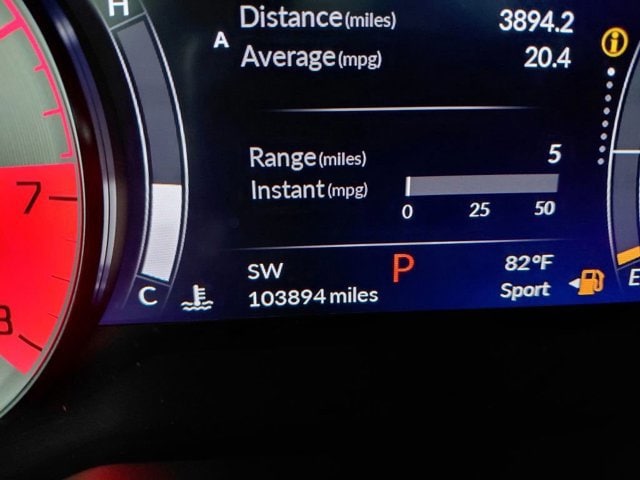 H
Distance (miles) 3894.2
A
Average (mpg) 20.4
Range (miles) 5
Instant (mpg)
0 25 50
7
8
C
SW P 82°F
103894 miles Sport
E